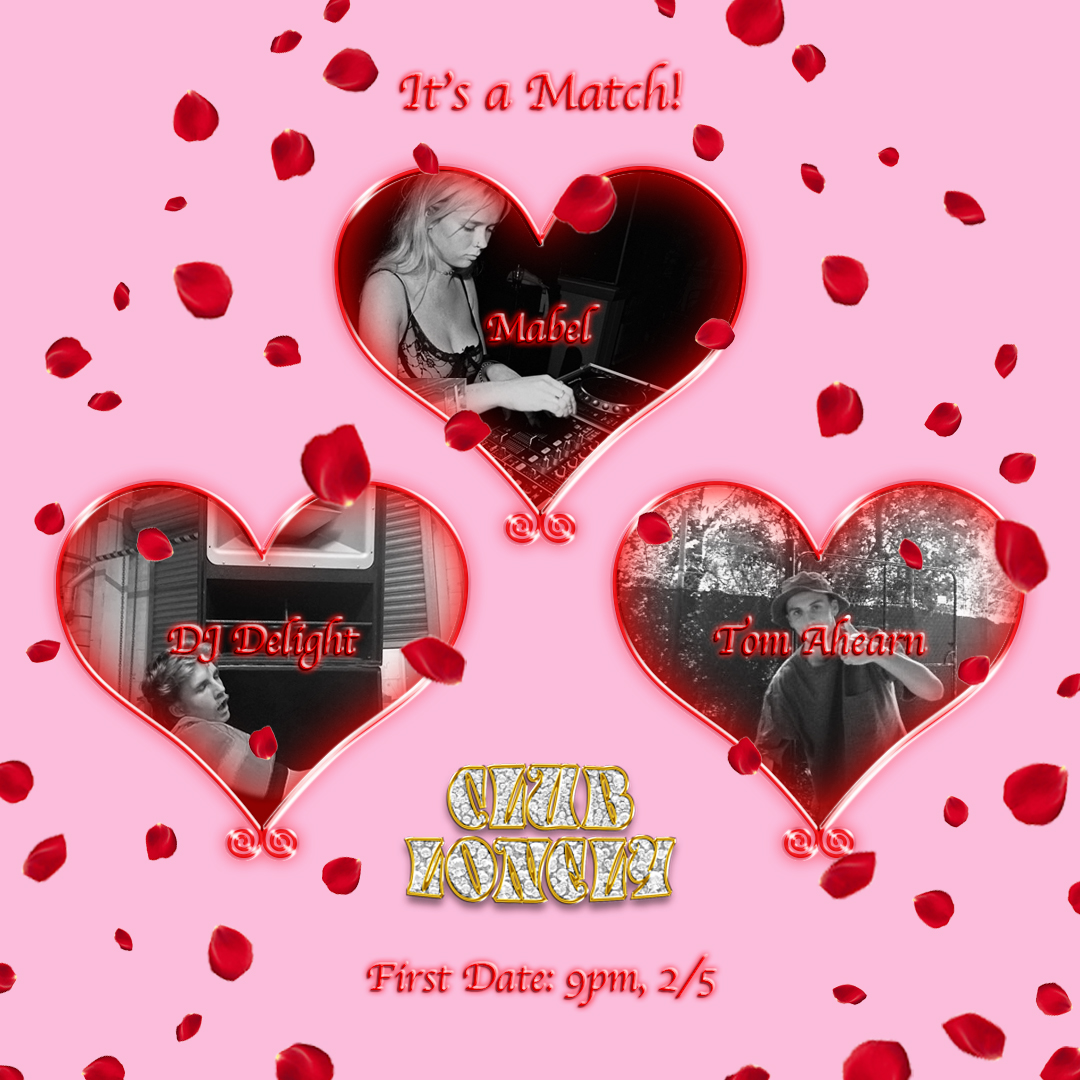 It's a Match!
Mabel
DJ Delight
Tom Ahearn
CLUB
LONELY
First Date: 9pm, 2/5